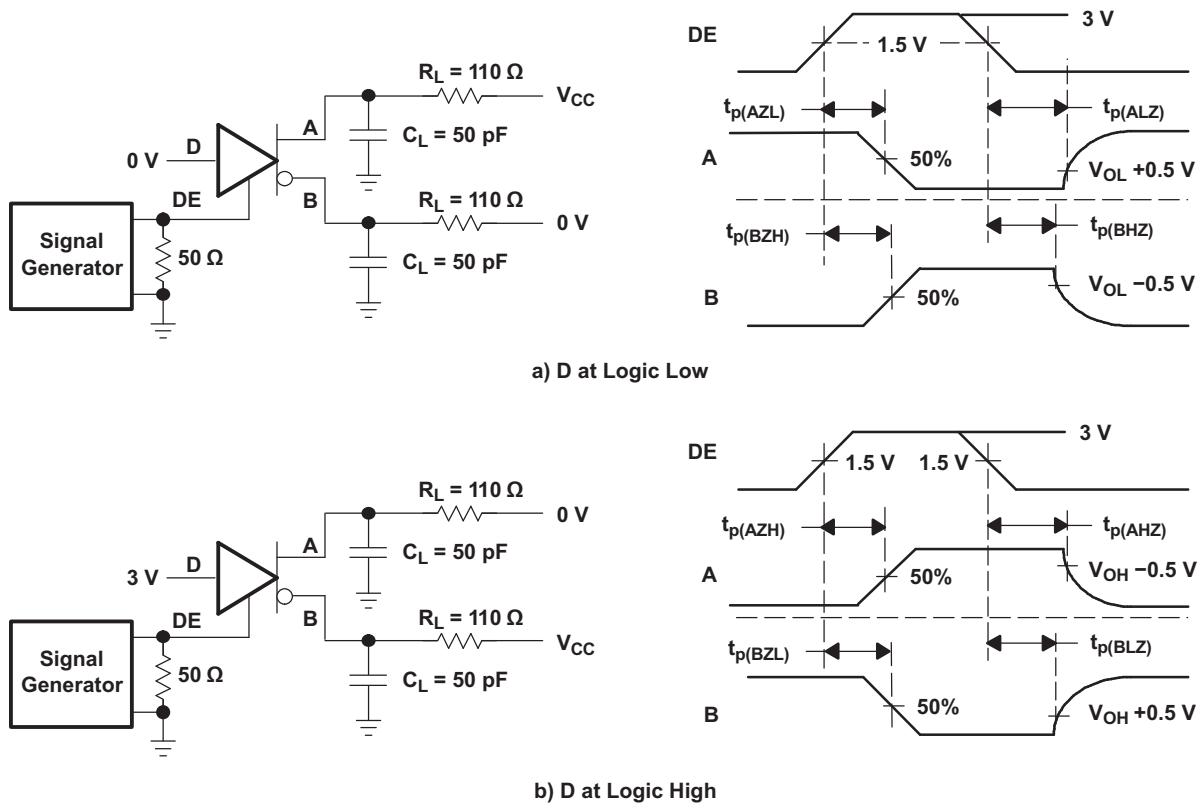 DE
3 V
1.5 V
R_L = 110 Ω
V_CC
A
C_L = 50 pF
D
0 V
B
DE
R_L = 110 Ω
0 V
Signal
Generator
50 Ω
C_L = 50 pF
t_p(AZL)
t_p(ALZ)
A
50%
V_OL +0.5 V
t_p(BZH)
t_p(BHZ)
V_OL −0.5 V
B
50%
a) D at Logic Low
DE
3 V
1.5 V
1.5 V
R_L = 110 Ω
0 V
A
C_L = 50 pF
D
3 V
B
DE
R_L = 110 Ω
V_CC
Signal
Generator
50 Ω
C_L = 50 pF
t_p(AZH)
t_p(AHZ)
A
50%
V_OH −0.5 V
t_p(BZL)
t_p(BLZ)
B
50%
V_OH +0.5 V
b) D at Logic High